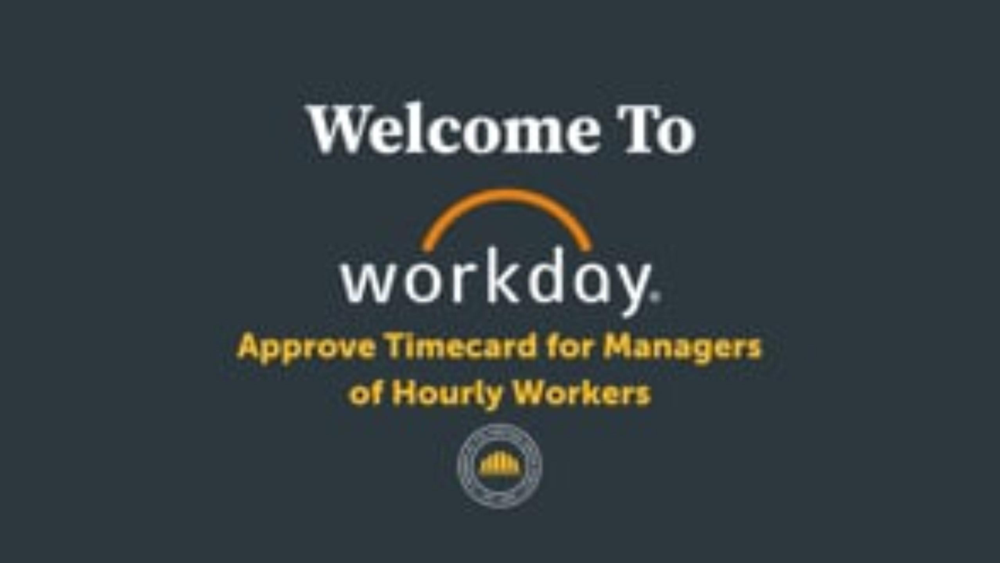 Welcome To
workday.
Approve Timecard for Managers
of Hourly Workers